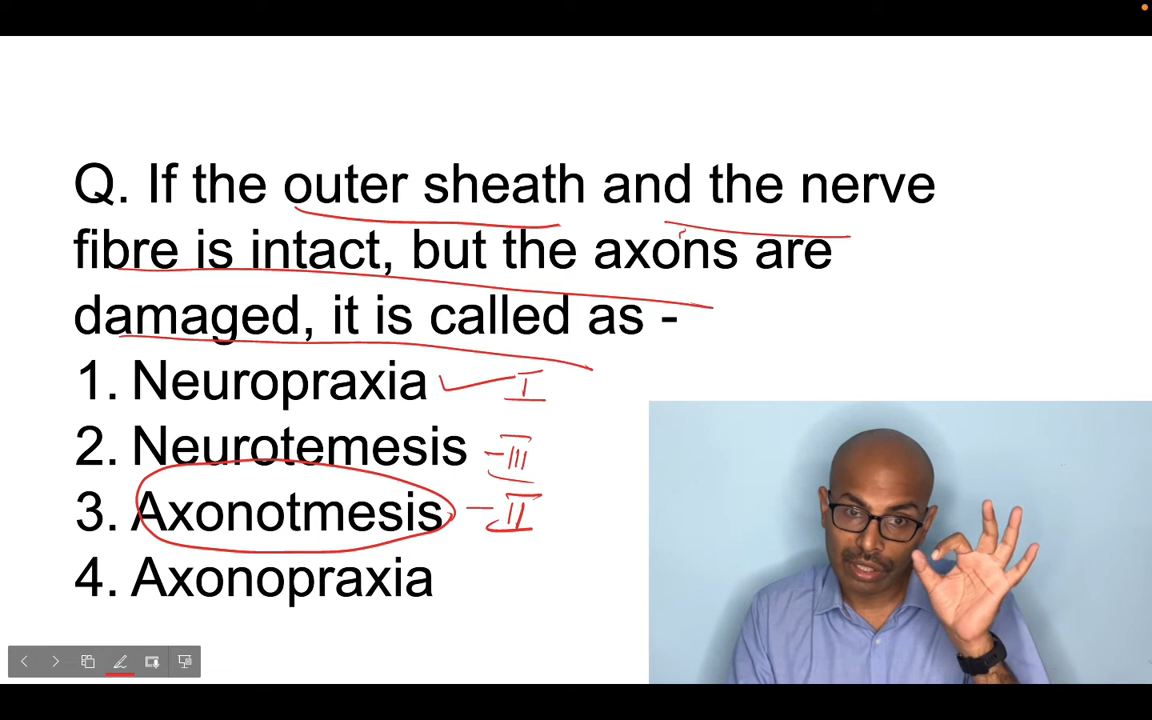 Q. If the outer sheath and the nerve
fibre is intact, but the axons are
damaged, it is called as -
1. Neuropraxia I
2. Neurotemesis - III
3. Axonotmesis - II
4. Axonopraxia